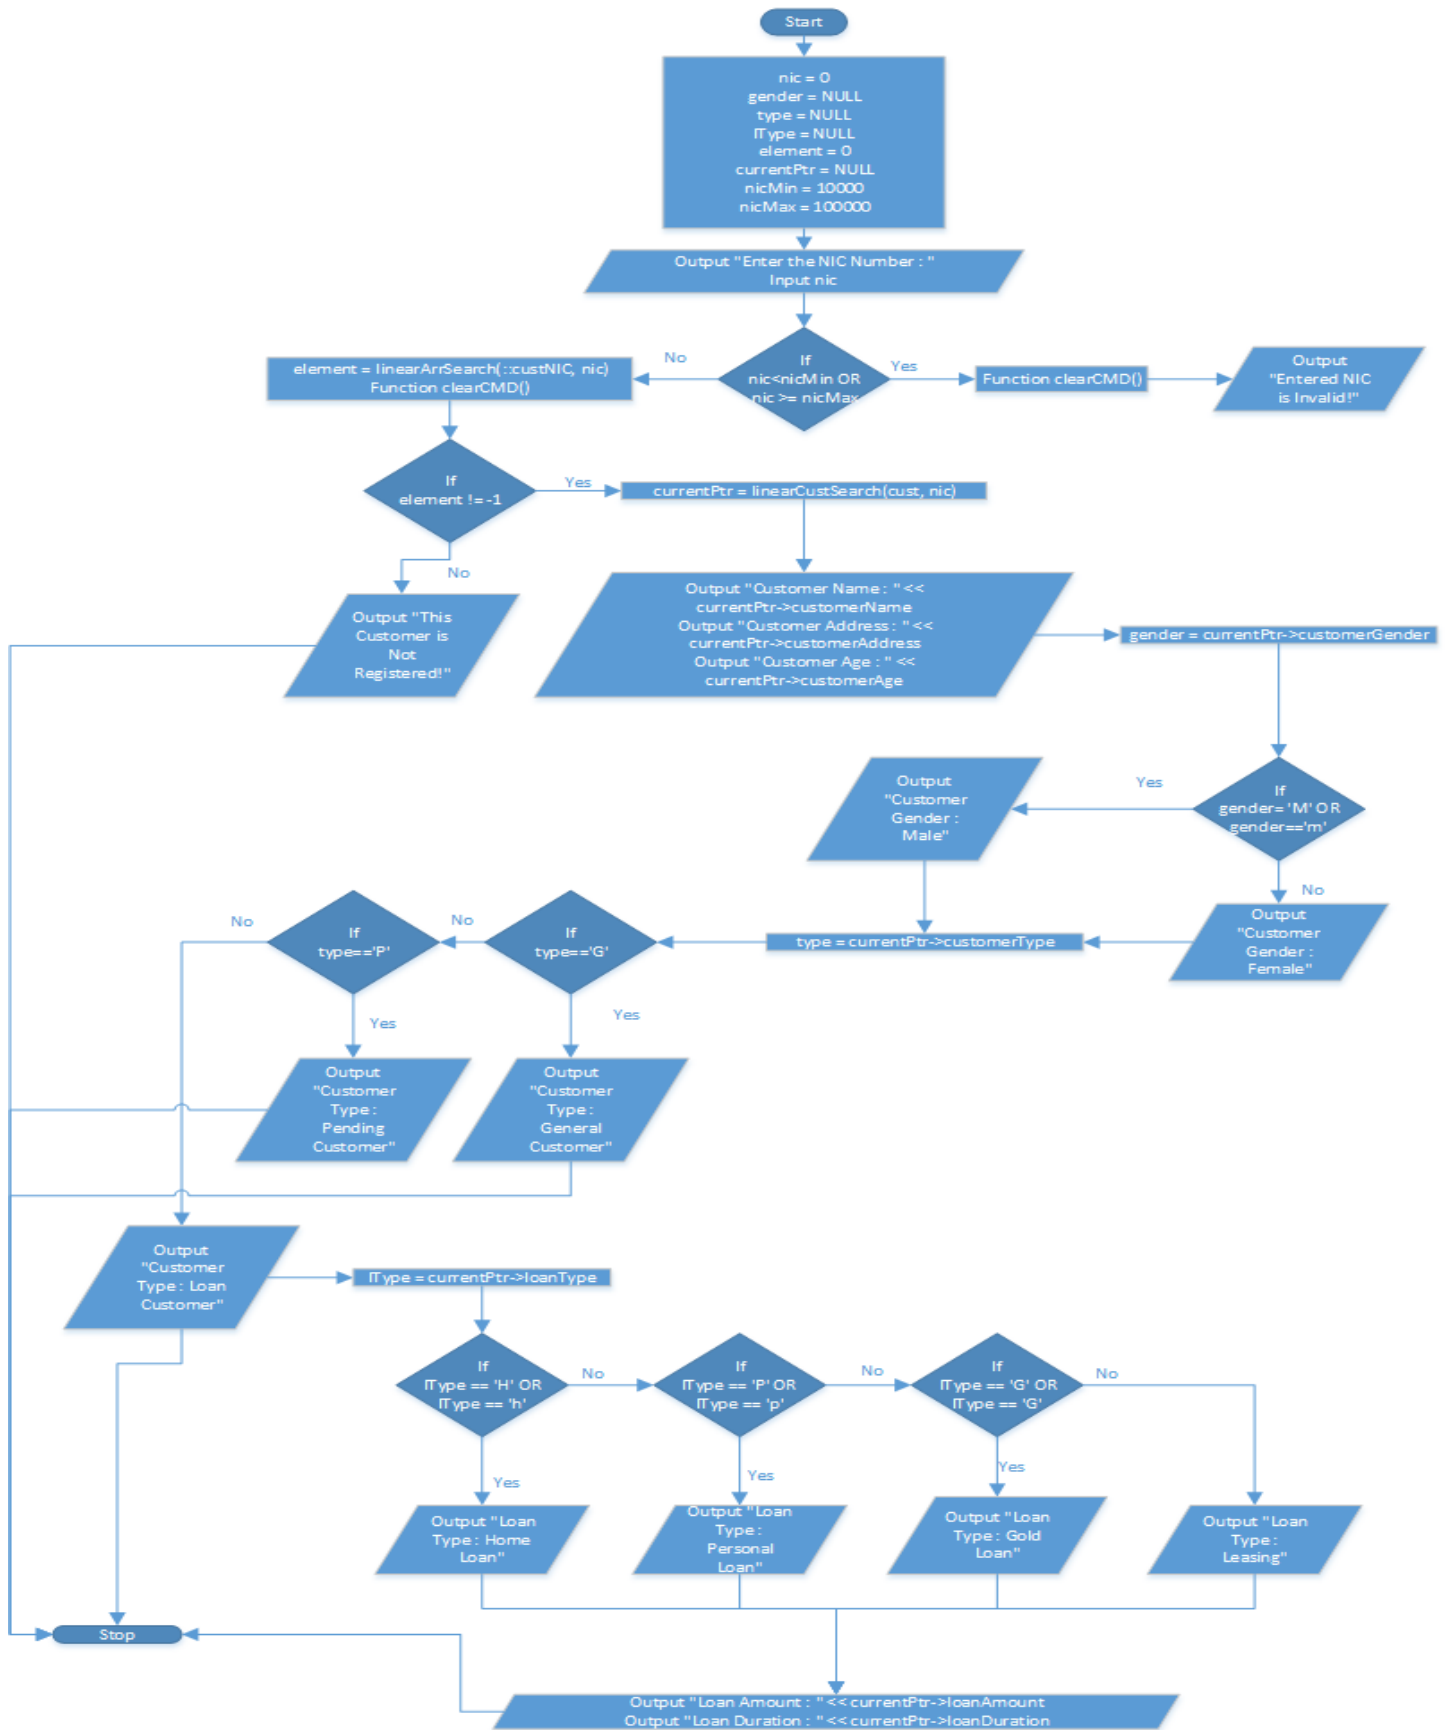 Start
nic = 0
gender = NULL
type = NULL
lType = NULL
element = 0
currentPtr = NULL
nicMin = 10000
nicMax = 100000
Output "Enter the NIC Number : "
Input nic
If
nic<nicMin OR
nic >= nicMax
No
Yes
element = linearArrSearch(::custNIC, nic)
Function clearCMD()
Function clearCMD()
Output
"Entered NIC
is Invalid!"
If
element != -1
Yes
No
currentPtr = linearCustSearch(cust, nic)
Output "This
Customer is
Not
Registered!"
Output "Customer Name : " <<
currentPtr->customerName
Output "Customer Address : " <<
currentPtr->customerAddress
Output "Customer Age : " <<
currentPtr->customerAge
gender = currentPtr->customerGender
If
gender= 'M' OR
gender=='m'
Yes
No
Output
"Customer
Gender :
Male"
Output
"Customer
Gender :
Female"
type = currentPtr->customerType
If
type=='G'
No
Yes
If
type=='P'
No
Yes
Output
"Customer
Type :
Pending
Customer"
Output
"Customer
Type :
General
Customer"
Output
"Customer
Type : Loan
Customer"
lType = currentPtr->loanType
If
lType == 'H' OR
lType == 'h'
No
If
lType == 'P' OR
lType == 'p'
No
If
lType == 'G' OR
lType == 'G'
No
Yes
Yes
Yes
Output "Loan
Type : Home
Loan"
Output "Loan
Type :
Personal
Loan"
Output "Loan
Type : Gold
Loan"
Output "Loan
Type :
Leasing"
Stop
Output "Loan Amount : " << currentPtr->loanAmount
Output "Loan Duration : " << currentPtr->loanDuration